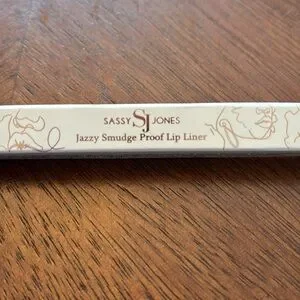 SASSY SJ JONES
Jazzy Smudge Proof Lip Liner